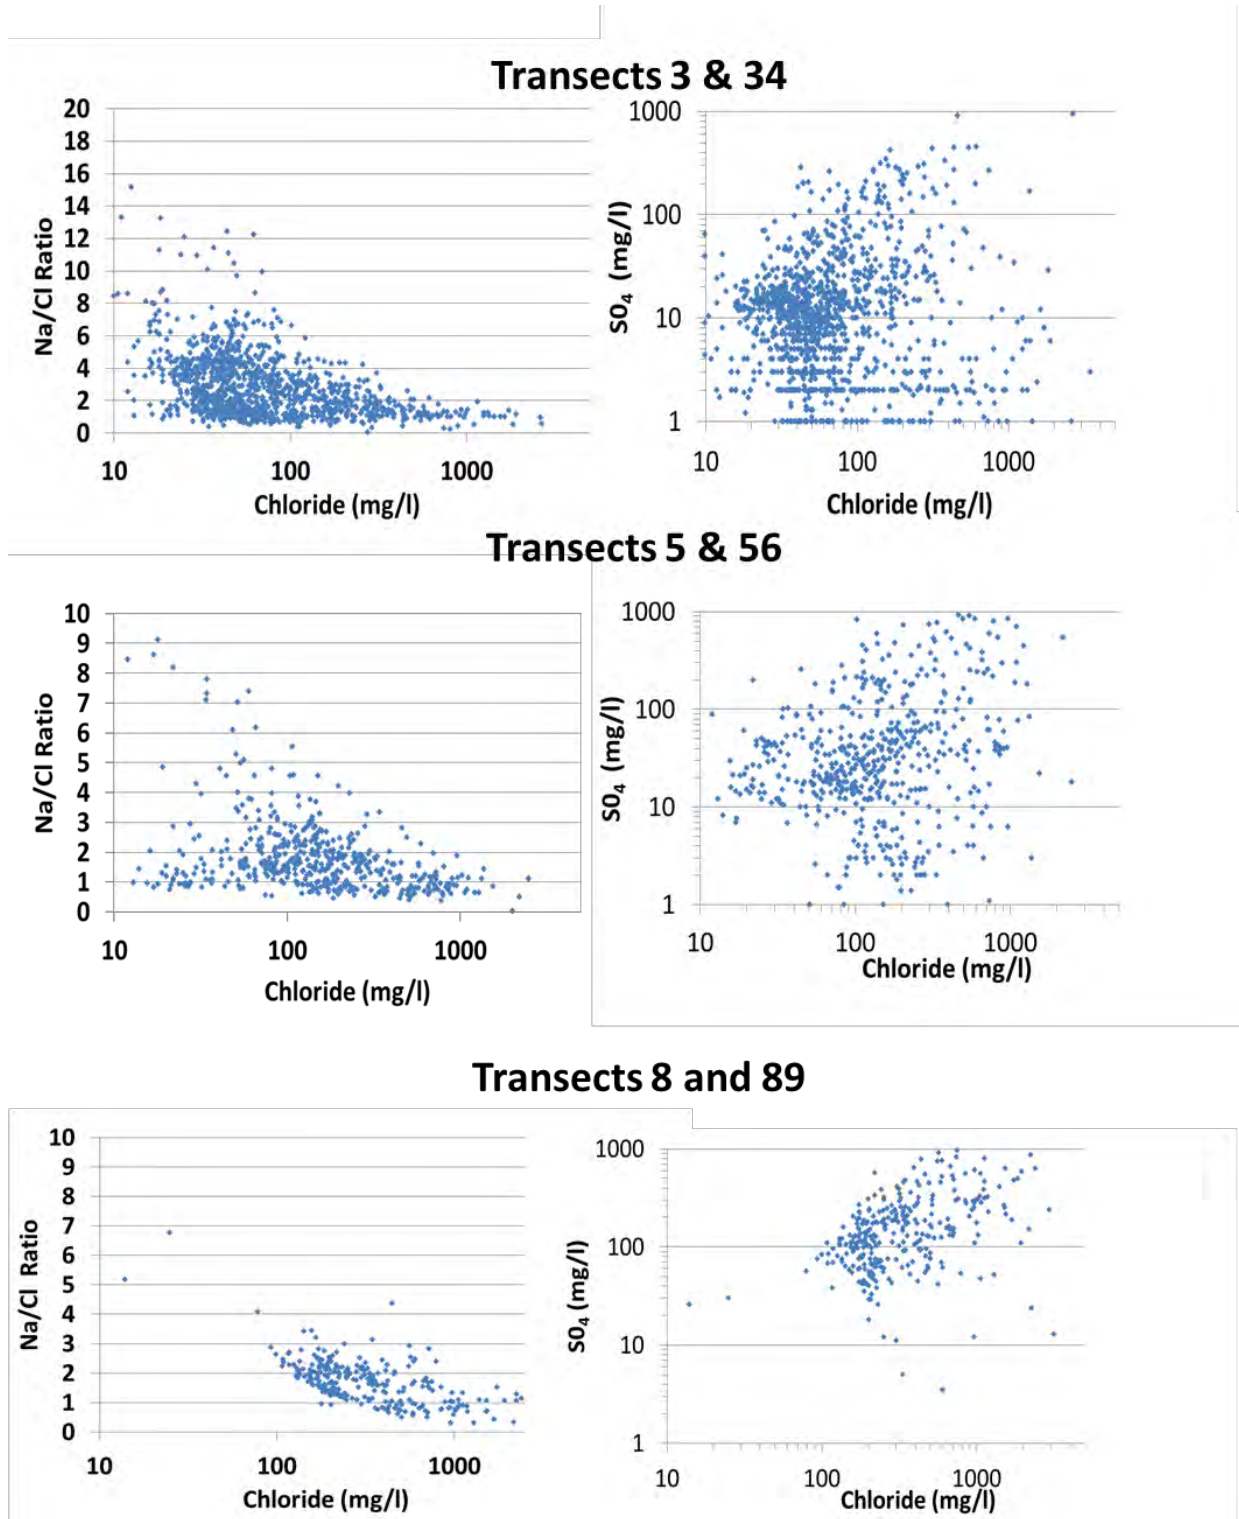 Transects 3 & 34
20
18
16
14
12
10
8
6
4
2
0
Na/Cl Ratio
10 100 1000
Chloride (mg/l)
1000
100
10
1
SO4 (mg/l)
10 100 1000
Chloride (mg/l)
Transects 5 & 56
10
9
8
7
6
5
4
3
2
1
0
Na/Cl Ratio
10 100 1000
Chloride (mg/l)
1000
100
10
1
SO4 (mg/l)
10 100 1000
Chloride (mg/l)
Transects 8 and 89
10
9
8
7
6
5
4
3
2
1
0
Na/Cl Ratio
10 100 1000
Chloride (mg/l)
1000
100
10
1
SO4 (mg/l)
10 100 1000
Chloride (mg/l)